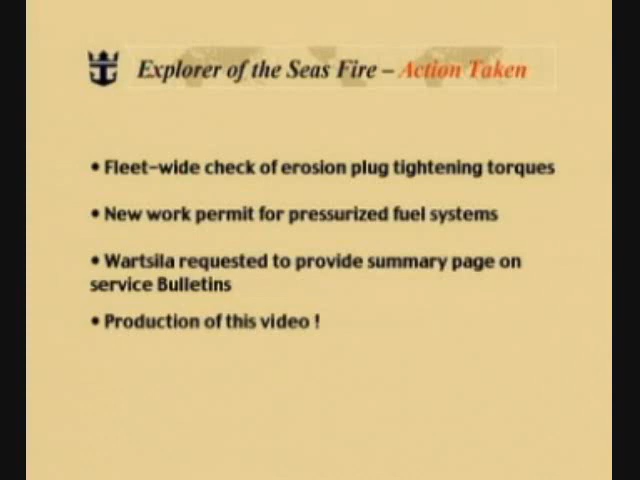 Explorer of the Seas Fire – Action Taken
• Fleet-wide check of erosion plug tightening torques
• New work permit for pressurized fuel systems
• Wartsila requested to provide summary page on
service Bulletins
• Production of this video !